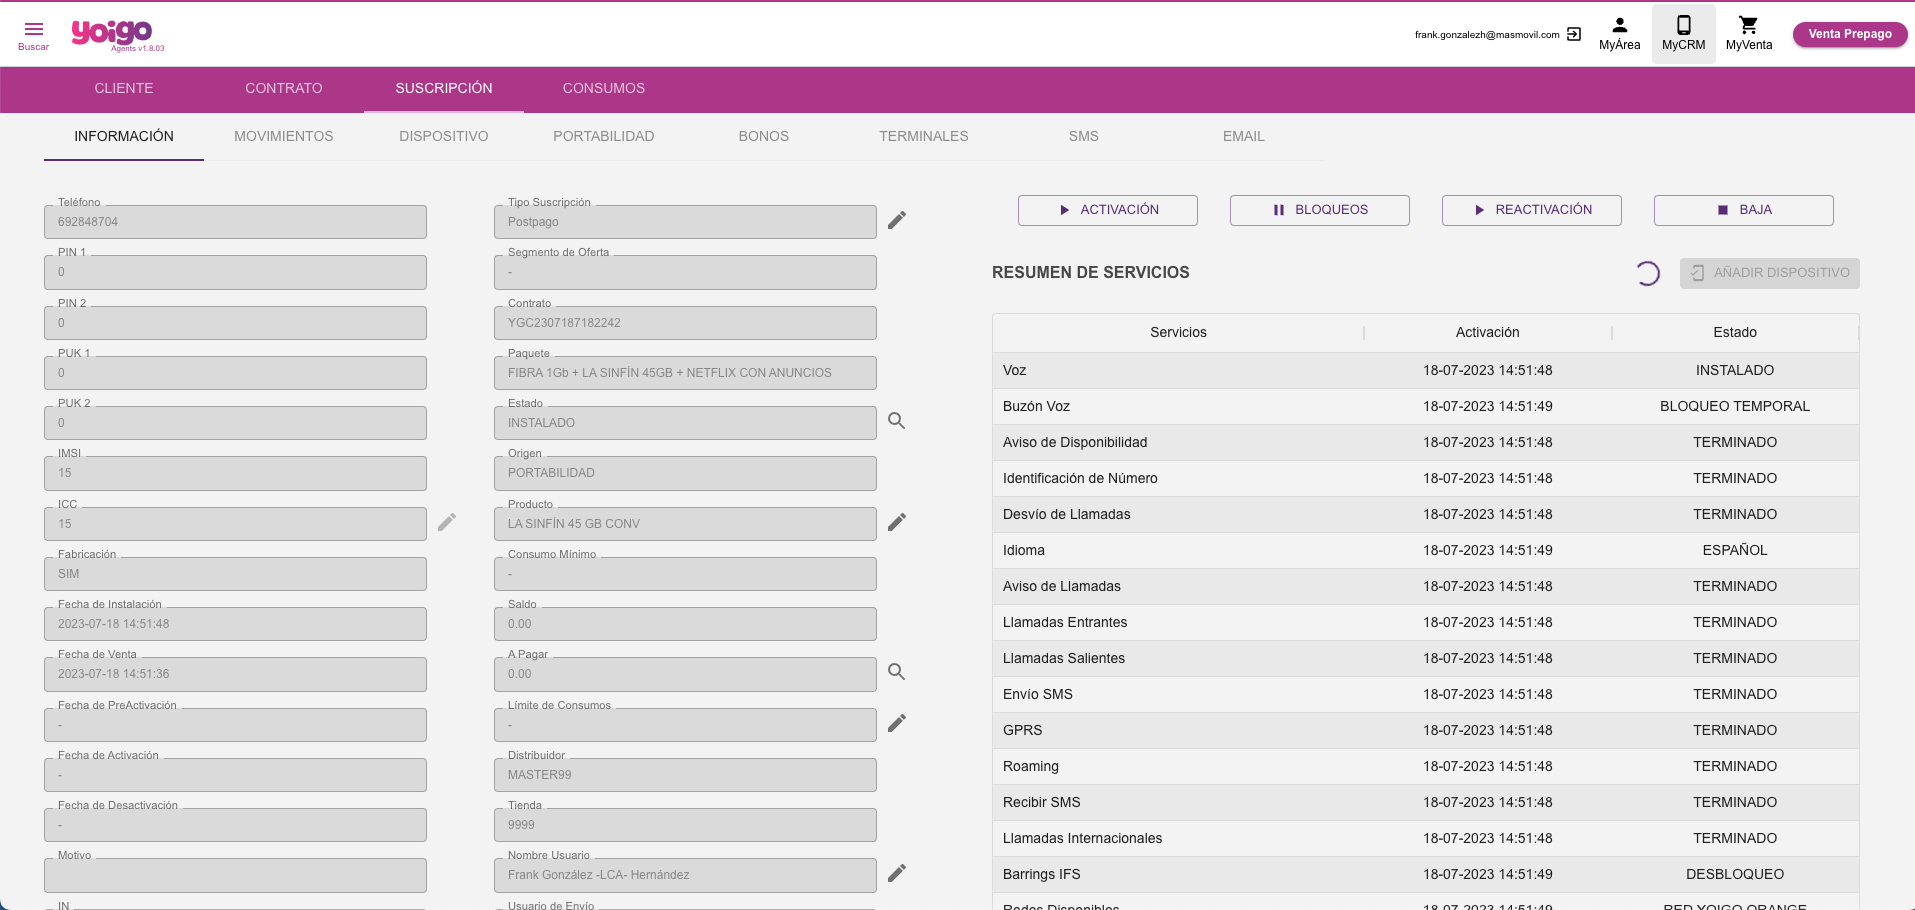 Buscar
yoigo
Agents v1.8.03
frank.gonzalezh@masmovil.com
MyÁrea
MyCRM
MyVenta
Venta Prepago
CLIENTE
CONTRATO
SUSCRIPCIÓN
CONSUMOS
INFORMACIÓN
MOVIMIENTOS
DISPOSITIVO
PORTABILIDAD
BONOS
TERMINALES
SMS
EMAIL
Teléfono
692848704
PIN 1
0
PIN 2
0
PUK 1
0
PUK 2
0
IMSI
15
ICC
15
Fabricación
SIM
Fecha de Instalación
2023-07-18 14:51:48
Fecha de Venta
2023-07-18 14:51:36
Fecha de PreActivación
-
Fecha de Activación
-
Fecha de Desactivación
-
Motivo
IN
Tipo Suscripción
Postpago
Segmento de Oferta
-
Contrato
YGC2307187182242
Paquete
FIBRA 1Gb + LA SINFÍN 45GB + NETFLIX CON ANUNCIOS
Estado
INSTALADO
Origen
PORTABILIDAD
Producto
LA SINFÍN 45 GB CONV
Consumo Mínimo
-
Saldo
0.00
A Pagar
0.00
Límite de Consumos
-
Distribuidor
MASTER99
Tienda
9999
Nombre Usuario
Frank González -LCA- Hernández
Usuario de Envío
ACTIVACIÓN
BLOQUEOS
REACTIVACIÓN
BAJA
RESUMEN DE SERVICIOS
AÑADIR DISPOSITIVO
Servicios Activación Estado
Voz 18-07-2023 14:51:48 INSTALADO
Buzón Voz 18-07-2023 14:51:49 BLOQUEO TEMPORAL
Aviso de Disponibilidad 18-07-2023 14:51:48 TERMINADO
Identificación de Número 18-07-2023 14:51:48 TERMINADO
Desvío de Llamadas 18-07-2023 14:51:48 TERMINADO
Idioma 18-07-2023 14:51:49 ESPAÑOL
Aviso de Llamadas 18-07-2023 14:51:48 TERMINADO
Llamadas Entrantes 18-07-2023 14:51:48 TERMINADO
Llamadas Salientes 18-07-2023 14:51:48 TERMINADO
Envío SMS 18-07-2023 14:51:48 TERMINADO
GPRS 18-07-2023 14:51:48 TERMINADO
Roaming 18-07-2023 14:51:48 TERMINADO
Recibir SMS 18-07-2023 14:51:48 TERMINADO
Llamadas Internacionales 18-07-2023 14:51:48 TERMINADO
Barrings IFS 18-07-2023 14:51:49 DESBLOQUEO
Redes Disponibles 18-07-2023 14:51:49 RED YOIGO ORANGE